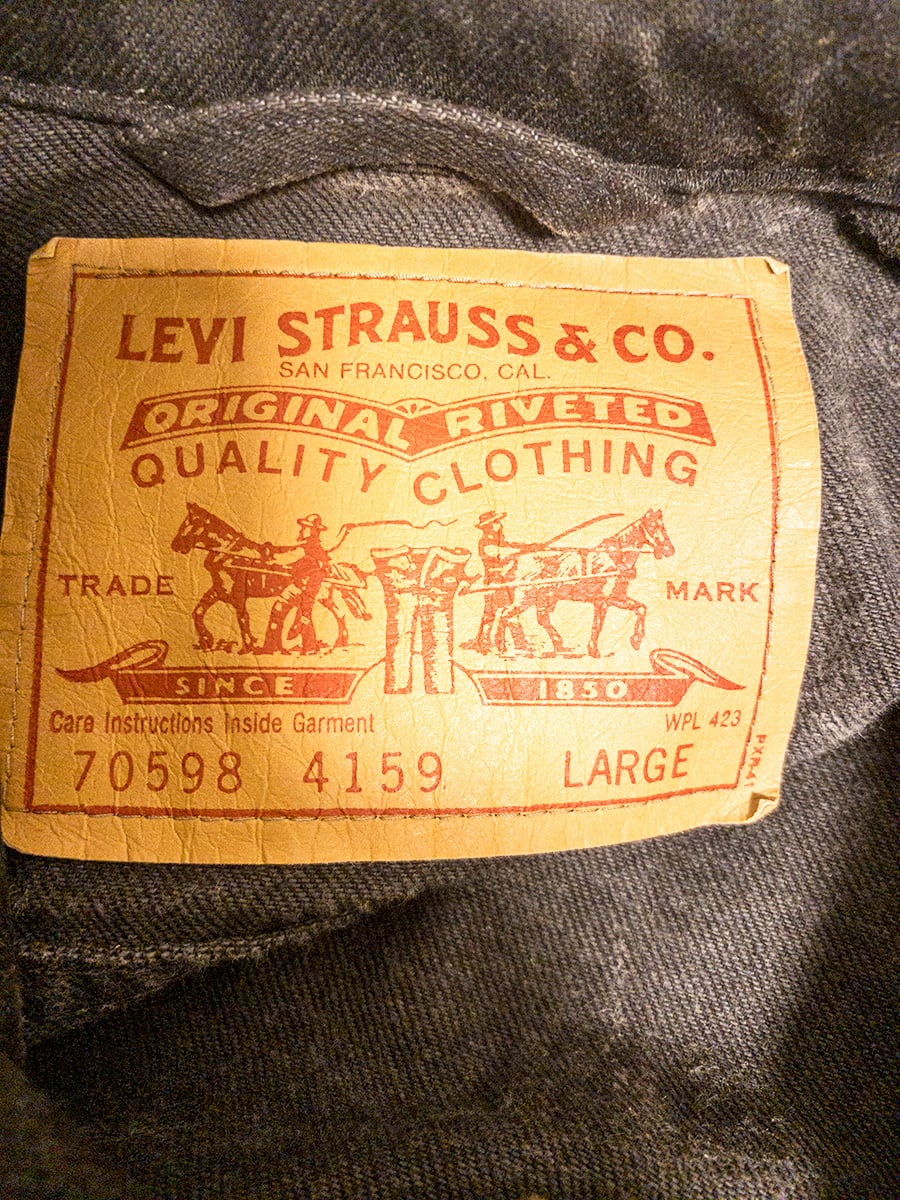 LEVI STRAUSS & CO.
SAN FRANCISCO, CAL.
ORIGINAL RIVETED
QUALITY CLOTHING
TRADE MARK
SINCE 1850
Care Instructions Inside Garment WPL 423
70598 4159 LARGE